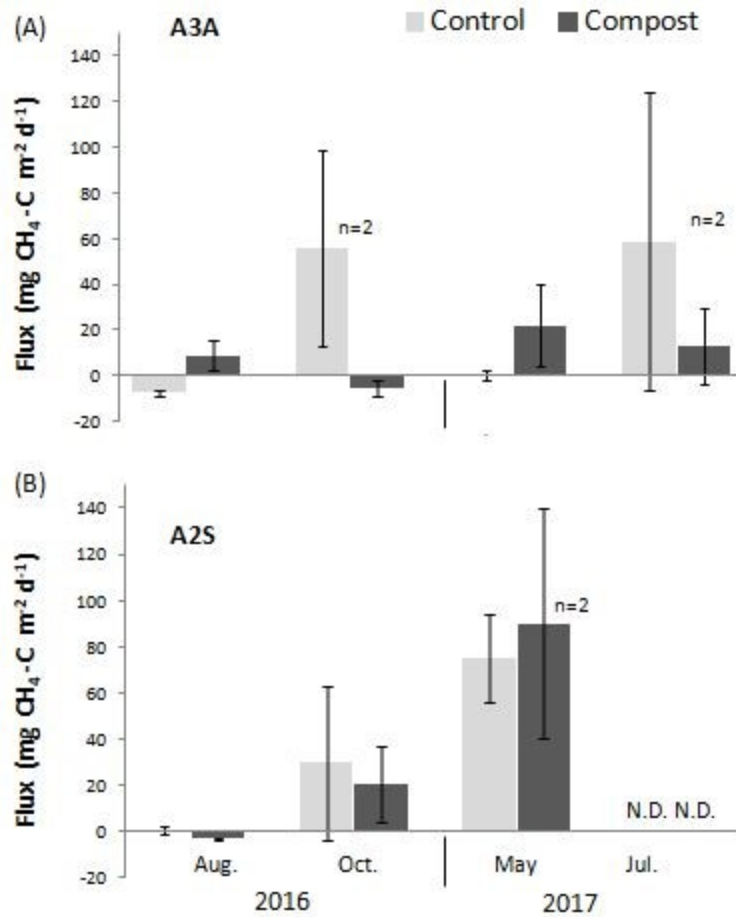 (A) A3A Control Compost
Flux (mg CH₄-C m⁻² d⁻¹)
140
120
100
80
60
40
20
0
-20
n=2
n=2
(B) A2S
Flux (mg CH₄-C m⁻² d⁻¹)
140
120
100
80
60
40
20
0
-20
n=2
N.D. N.D.
Aug. Oct. May Jul.
2016 2017